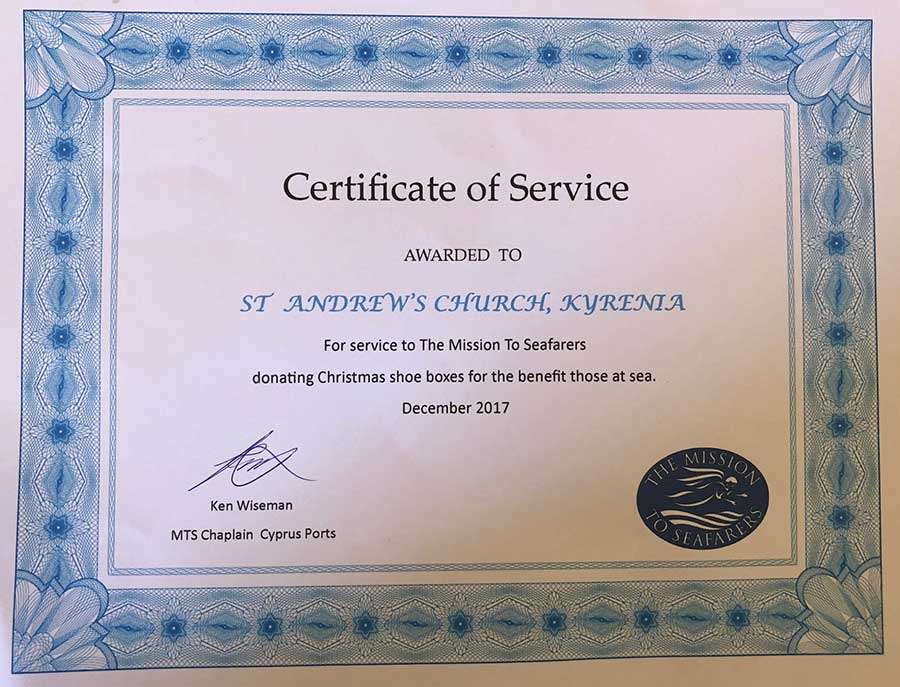 Certificate of Service
AWARDED TO
ST ANDREW'S CHURCH, KYRENIA
For service to The Mission To Seafarers
donating Christmas shoe boxes for the benefit those at sea.
December 2017
Ken Wiseman
MTS Chaplain Cyprus Ports
THE MISSION
TO SEAFARERS